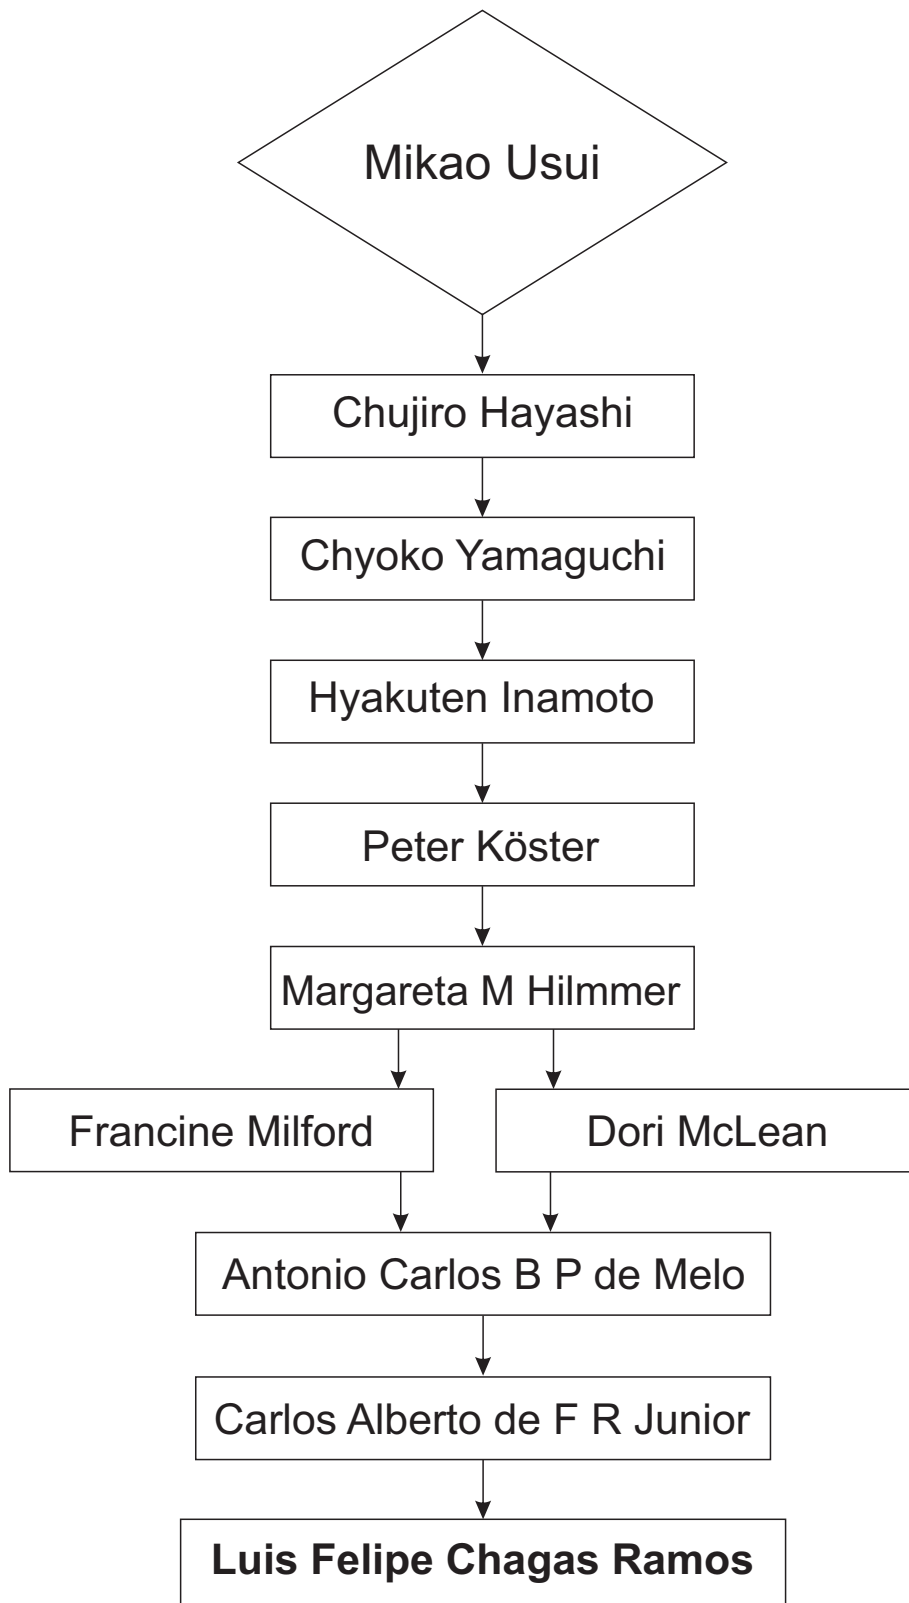 Mikao Usui
Chujiro Hayashi
Chyoko Yamaguchi
Hyakuten Inamoto
Peter Köster
Margareta M Hilmmer
Francine Milford
Dori McLean
Antonio Carlos B P de Melo
Carlos Alberto de F R Junior
Luis Felipe Chagas Ramos